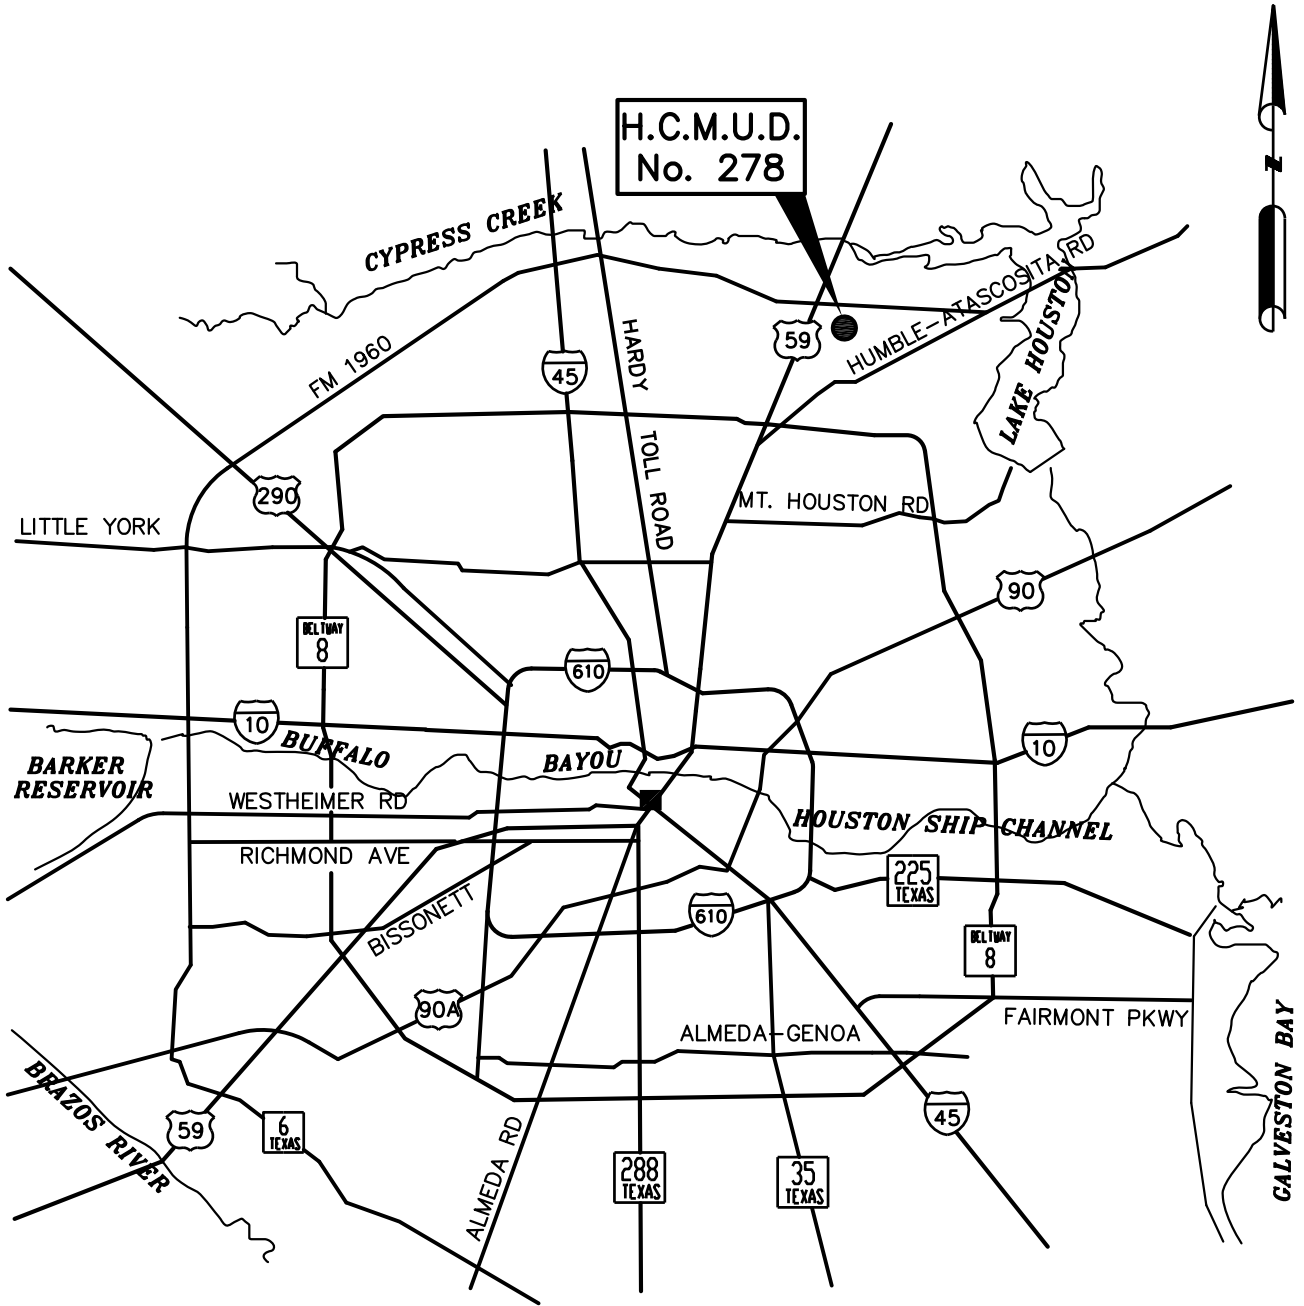 H.C.M.U.D.
No. 278
N
CYPRESS CREEK
HUMBLE-ATASCOSITA RD
LAKE HOUSTON
59
HARDY
TOLL ROAD
45
FM 1960
290
MT. HOUSTON RD
LITTLE YORK
90
BELTWAY
8
610
10
10
BUFFALO
BAYOU
BARKER
RESERVOIR
WESTHEIMER RD
HOUSTON SHIP CHANNEL
RICHMOND AVE
225
TEXAS
BISSONETT
610
BELTWAY
8
90A
FAIRMONT PKWY
ALMEDA-GENOA
GALVESTON BAY
BRAZOS RIVER
59
6
TEXAS
45
ALMEDA RD
288
TEXAS
35
TEXAS